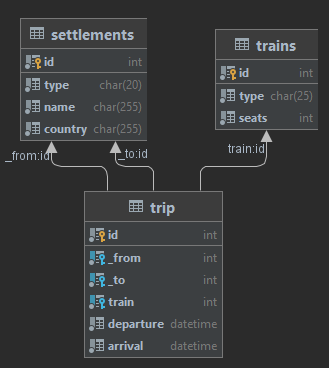 settlements
id int
type char(20)
name char(255)
country char(255)
trains
id int
type char(25)
seats int
_from:id
_to:id
train:id
trip
id int
_from int
_to int
train int
departure datetime
arrival datetime